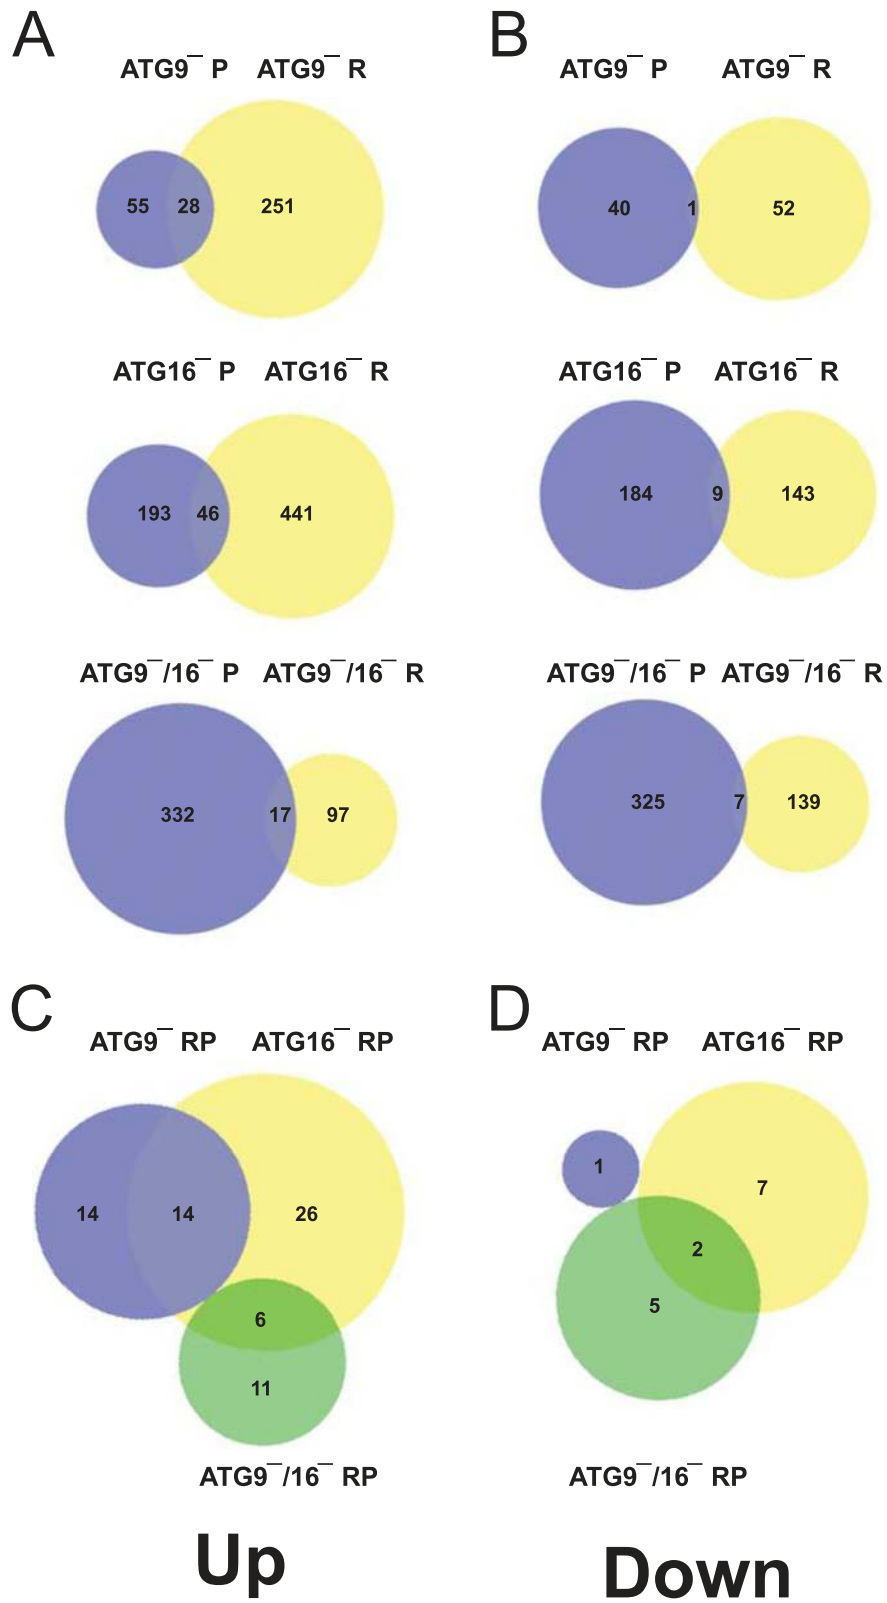 A B
ATG9¯ P ATG9¯ R ATG9¯ P ATG9¯ R
55 28 251 40 1 52
ATG16¯ P ATG16¯ R ATG16¯ P ATG16¯ R
193 46 441 184 9 143
ATG9¯/16¯ P ATG9¯/16¯ R ATG9¯/16¯ P ATG9¯/16¯ R
332 17 97 325 7 139
C D
ATG9¯ RP ATG16¯ RP ATG9¯ RP ATG16¯ RP
14 14 26 1 7
2
6 5
11
ATG9¯/16¯ RP ATG9¯/16¯ RP
Up Down